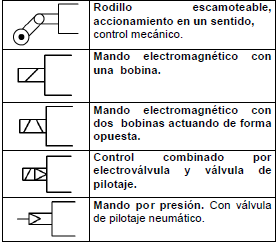 Rodillo escamoteable,
accionamiento en un sentido,
control mecánico.
Mando electromagnético con
una bobina.
Mando electromagnético con
dos bobinas actuando de forma
opuesta.
Control combinado por
electroválvula y válvula de
pilotaje.
Mando por presión. Con válvula
de pilotaje neumático.